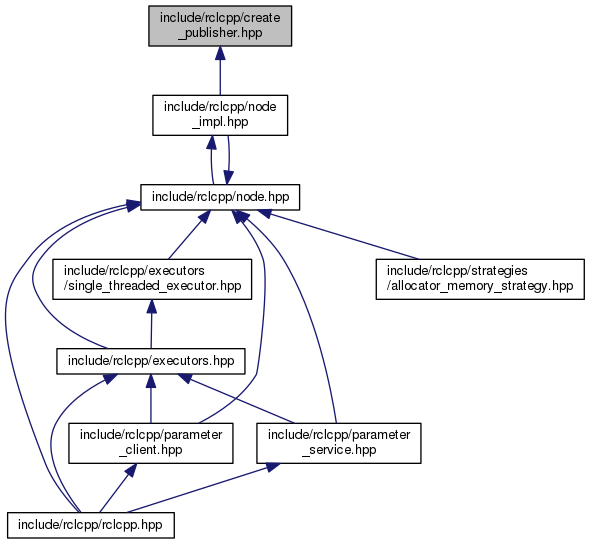 include/rclcpp/create
_publisher.hpp
include/rclcpp/node
_impl.hpp
include/rclcpp/node.hpp
include/rclcpp/executors
/single_threaded_executor.hpp
include/rclcpp/strategies
/allocator_memory_strategy.hpp
include/rclcpp/executors.hpp
include/rclcpp/parameter
_client.hpp
include/rclcpp/parameter
_service.hpp
include/rclcpp/rclcpp.hpp